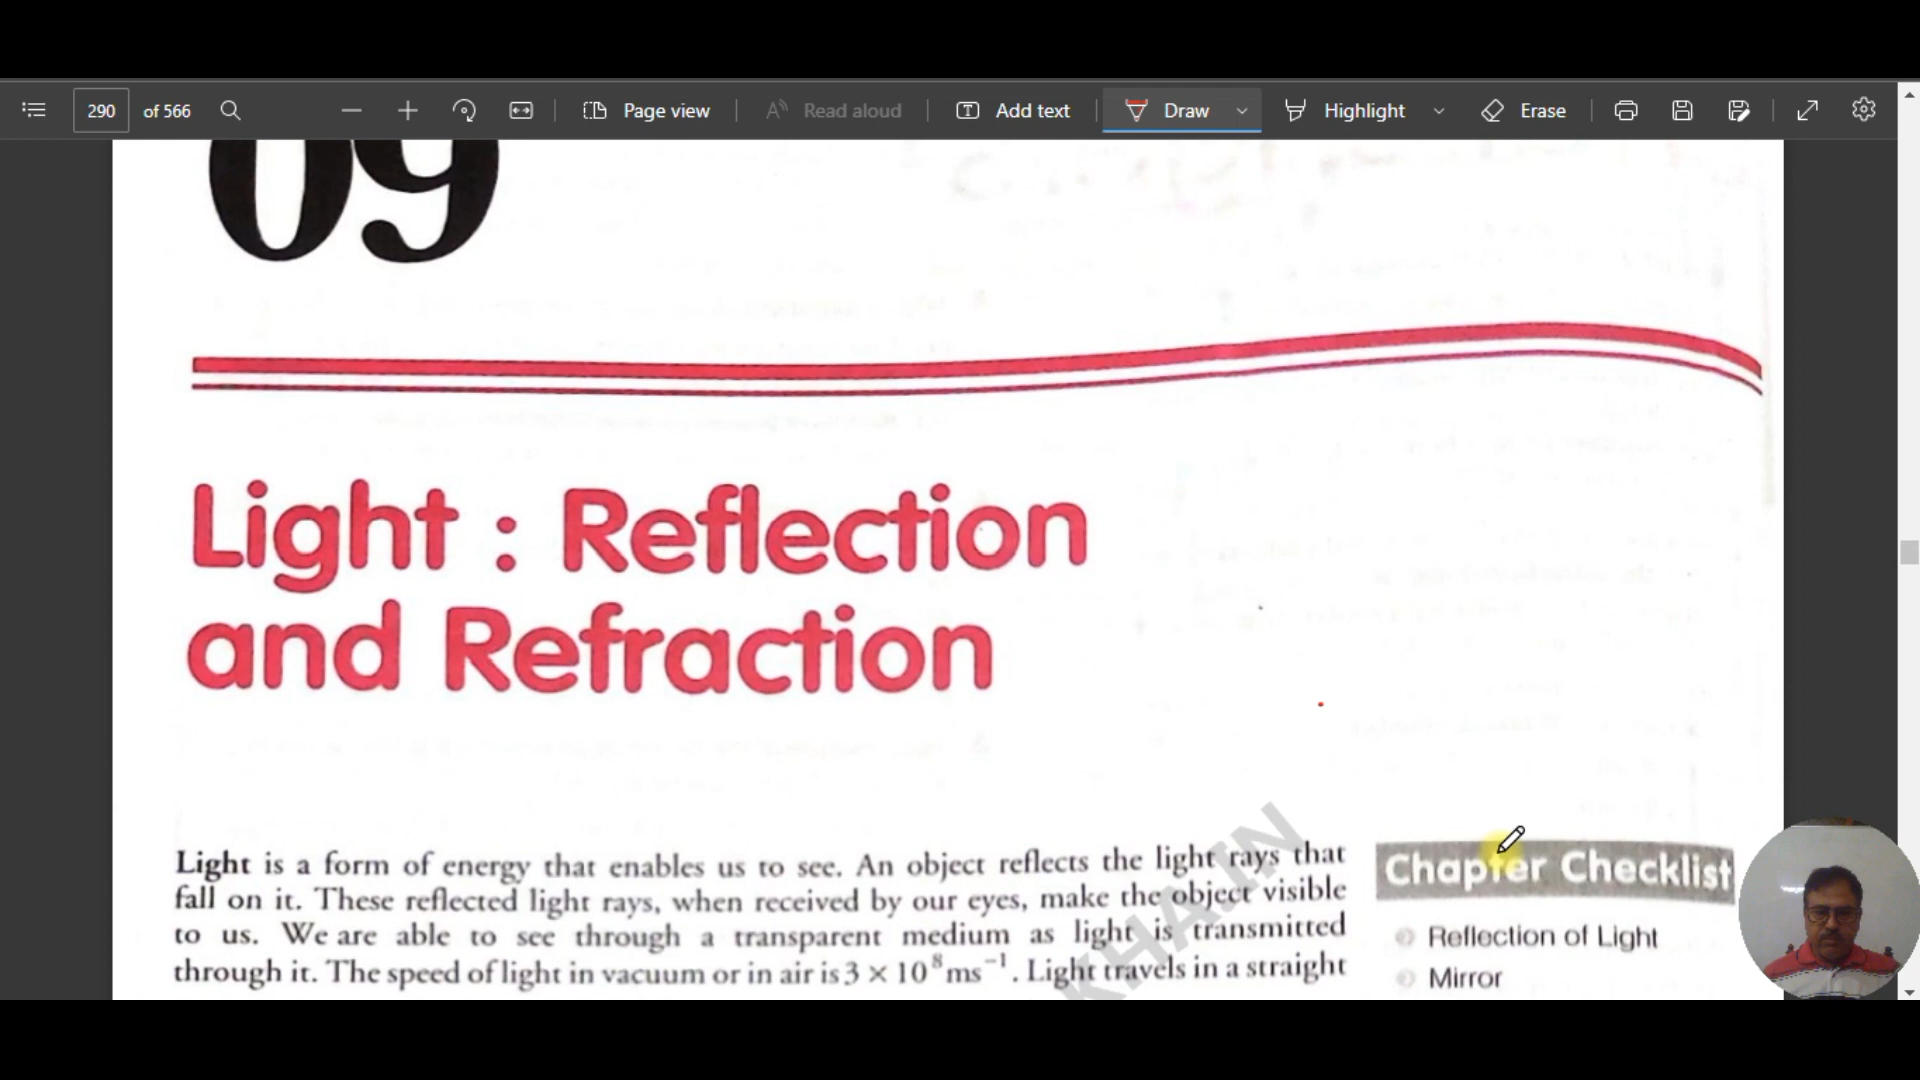 290 of 566 Page view Read aloud Add text Draw Highlight Erase
09
Light : Reflection
and Refraction
Light is a form of energy that enables us to see. An object reflects the light rays that
fall on it. These reflected light rays, when received by our eyes, make the object visible
to us. We are able to see through a transparent medium as light is transmitted
through it. The speed of light in vacuum or in air is 3 × 10⁸ ms⁻¹. Light travels in a straight
Chapter Checklist
Reflection of Light
Mirror
KHA.IN